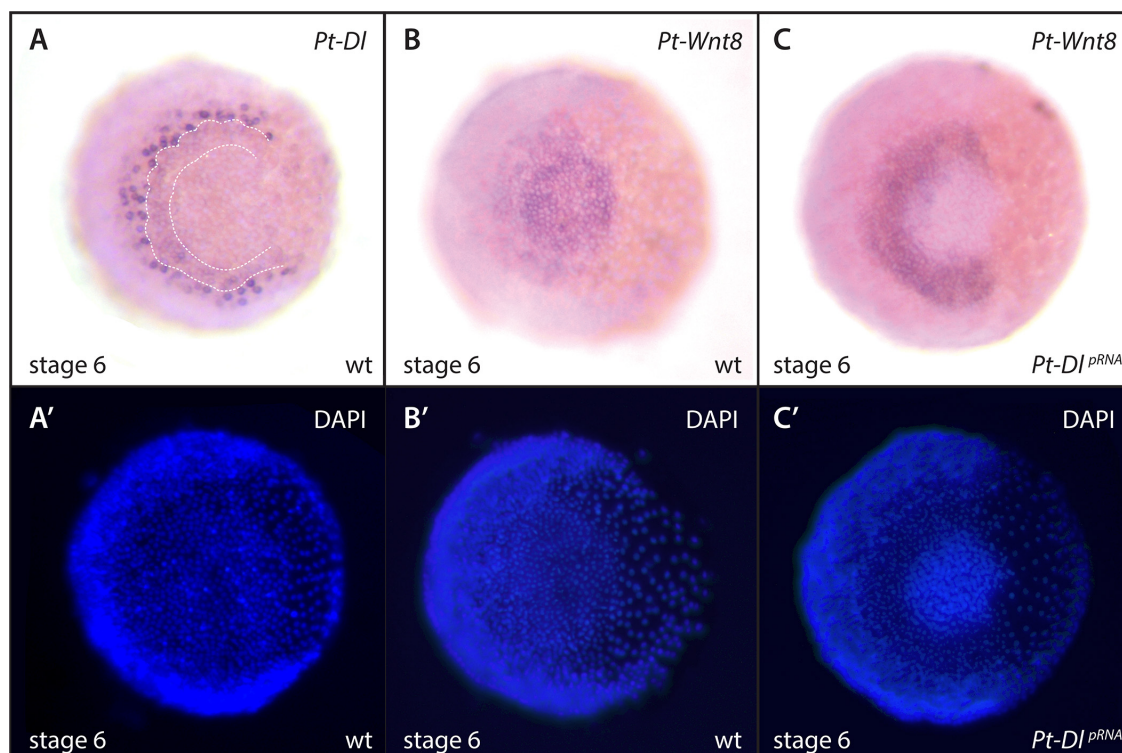 A Pt-Dl
B Pt-Wnt8
C Pt-Wnt8
stage 6 wt
stage 6 wt
stage 6 Pt-Dl pRNA
A′ DAPI
B′ DAPI
C′ DAPI
stage 6 wt
stage 6 wt
stage 6 Pt-Dl pRNA